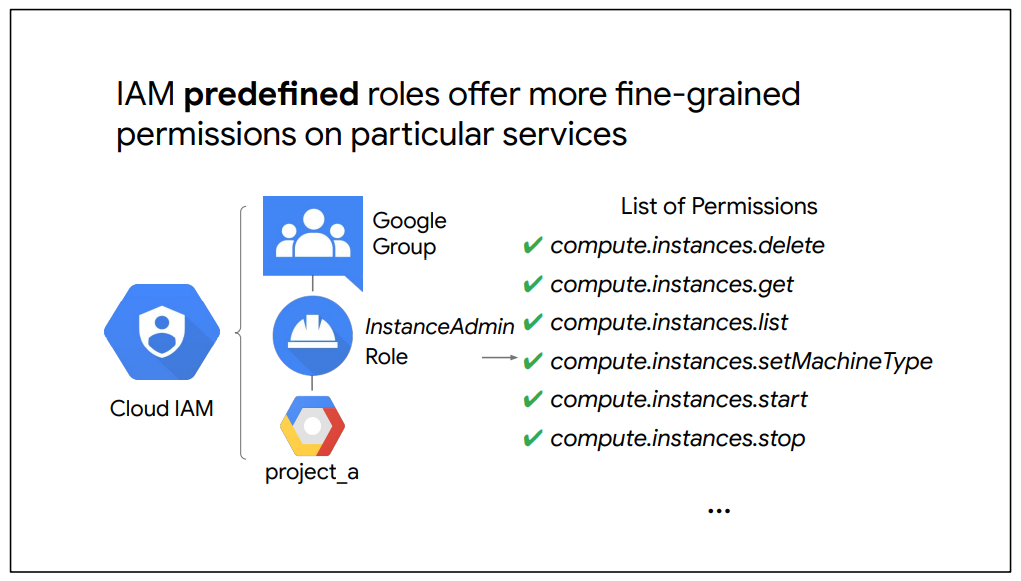 IAM predefined roles offer more fine-grained
permissions on particular services
Google
Group
InstanceAdmin
Role
project_a
Cloud IAM
List of Permissions
✔ compute.instances.delete
✔ compute.instances.get
✔ compute.instances.list
✔ compute.instances.setMachineType
✔ compute.instances.start
✔ compute.instances.stop
...